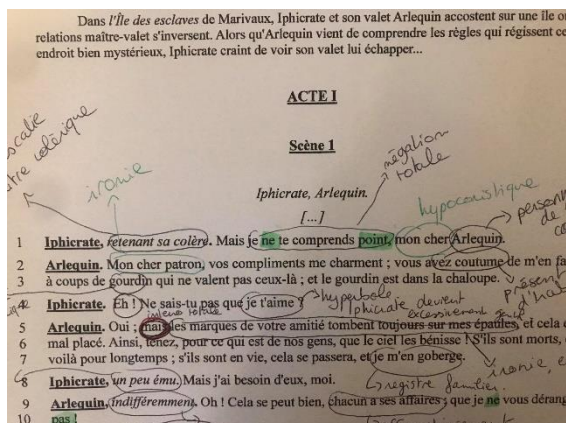 Dans l'Île des esclaves de Marivaux, Iphicrate et son valet Arlequin accostent sur une île
relations maître-valet s'inversent. Alors qu'Arlequin vient de comprendre les règles qui régissent
endroit bien mystérieux, Iphicrate craint de voir son valet lui échapper...
ACTE I
colérique
Scène 1
négation
totale
ironie
Iphicrate, Arlequin.
hypocoristique
[...]
1 Iphicrate, retenant sa colère. Mais je ne te comprends point, mon cher Arlequin.
2 Arlequin. Mon cher patron, vos compliments me charment ; vous avez coutume de m'en
3 à coups de gourdin qui ne valent pas ceux-là ; et le gourdin est dans la chaloupe.
présent
4 Iphicrate. Eh ! Ne sais-tu pas que je t'aime ?
hyperbole
Iphicrate devient
excessivement
5 Arlequin. Oui ; mais les marques de votre amitié tombent toujours sur mes épaules, et cela
6 mal placé. Ainsi, tenez, pour ce qui est de nos gens, que le ciel les bénisse ! S'ils sont morts,
7 voilà pour longtemps ; s'ils sont en vie, cela se passera, et je m'en goberge.
ironie,
8 Iphicrate, un peu ému. Mais j'ai besoin d'eux, moi.
registre familier.
9 Arlequin, indifféremment. Oh ! Cela se peut bien, chacun a ses affaires ; que je ne vous
10 pas !